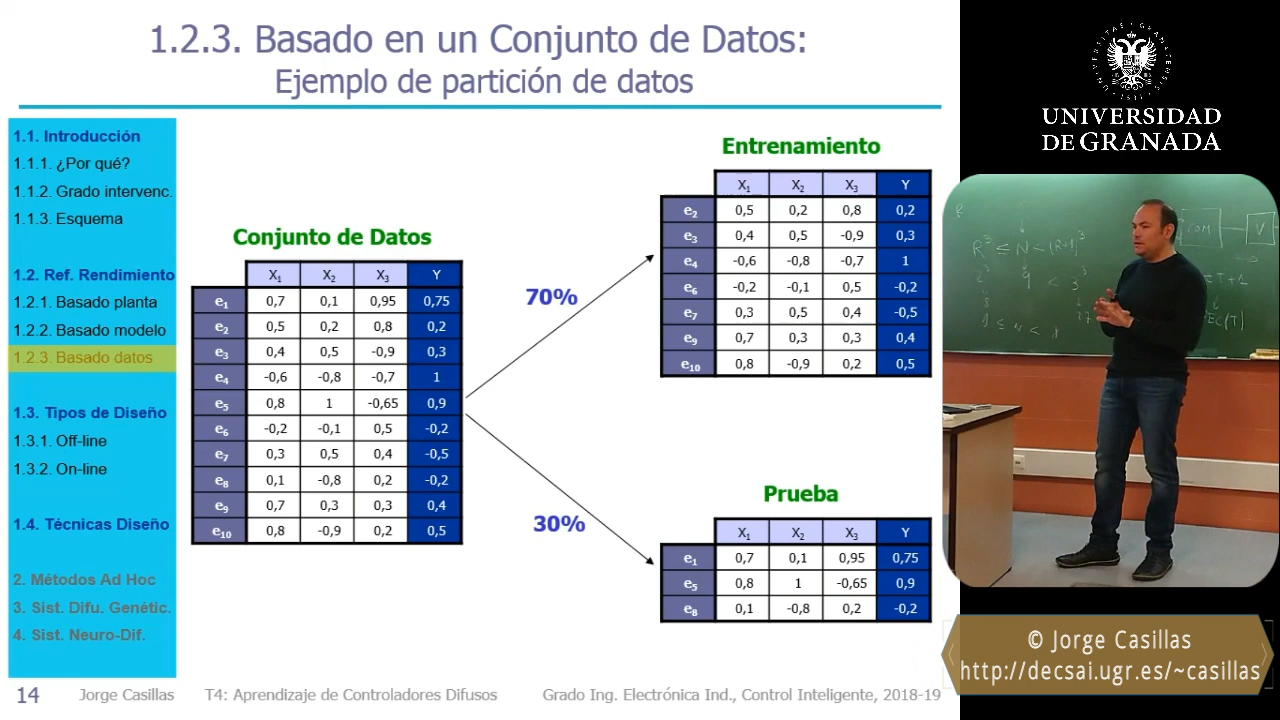 1.2.3. Basado en un Conjunto de Datos:
Ejemplo de partición de datos
1.1. Introducción
1.1.1. ¿Por qué?
1.1.2. Grado intervenc.
1.1.3. Esquema
1.2. Ref. Rendimiento
1.2.1. Basado planta
1.2.2. Basado modelo
1.2.3. Basado datos
1.3. Tipos de Diseño
1.3.1. Off-line
1.3.2. On-line
1.4. Técnicas Diseño
2. Métodos Ad Hoc
3. Sist. Difu. Genétic.
4. Sist. Neuro-Dif.
Conjunto de Datos
X1 X2 X3 Y
e1 0,7 0,1 0,95 0,75
e2 0,5 0,2 0,8 0,2
e3 0,4 0,5 -0,9 0,3
e4 -0,6 -0,8 -0,7 1
e5 0,8 1 -0,65 0,9
e6 -0,2 -0,1 0,5 -0,2
e7 0,3 0,5 0,4 -0,5
e8 0,1 -0,8 0,2 -0,2
e9 0,7 0,3 0,3 0,4
e10 0,8 -0,9 0,2 0,5
70%
30%
Entrenamiento
X1 X2 X3 Y
e2 0,5 0,2 0,8 0,2
e3 0,4 0,5 -0,9 0,3
e4 -0,6 -0,8 -0,7 1
e6 -0,2 -0,1 0,5 -0,2
e7 0,3 0,5 0,4 -0,5
e9 0,7 0,3 0,3 0,4
e10 0,8 -0,9 0,2 0,5
Prueba
X1 X2 X3 Y
e1 0,7 0,1 0,95 0,75
e5 0,8 1 -0,65 0,9
e8 0,1 -0,8 0,2 -0,2
14 Jorge Casillas T4: Aprendizaje de Controladores Difusos Grado Ing. Electrónica Ind., Control Inteligente, 2018-19
UNIVERSIDAD
DE GRANADA
© Jorge Casillas
http://decsai.ugr.es/~casillas